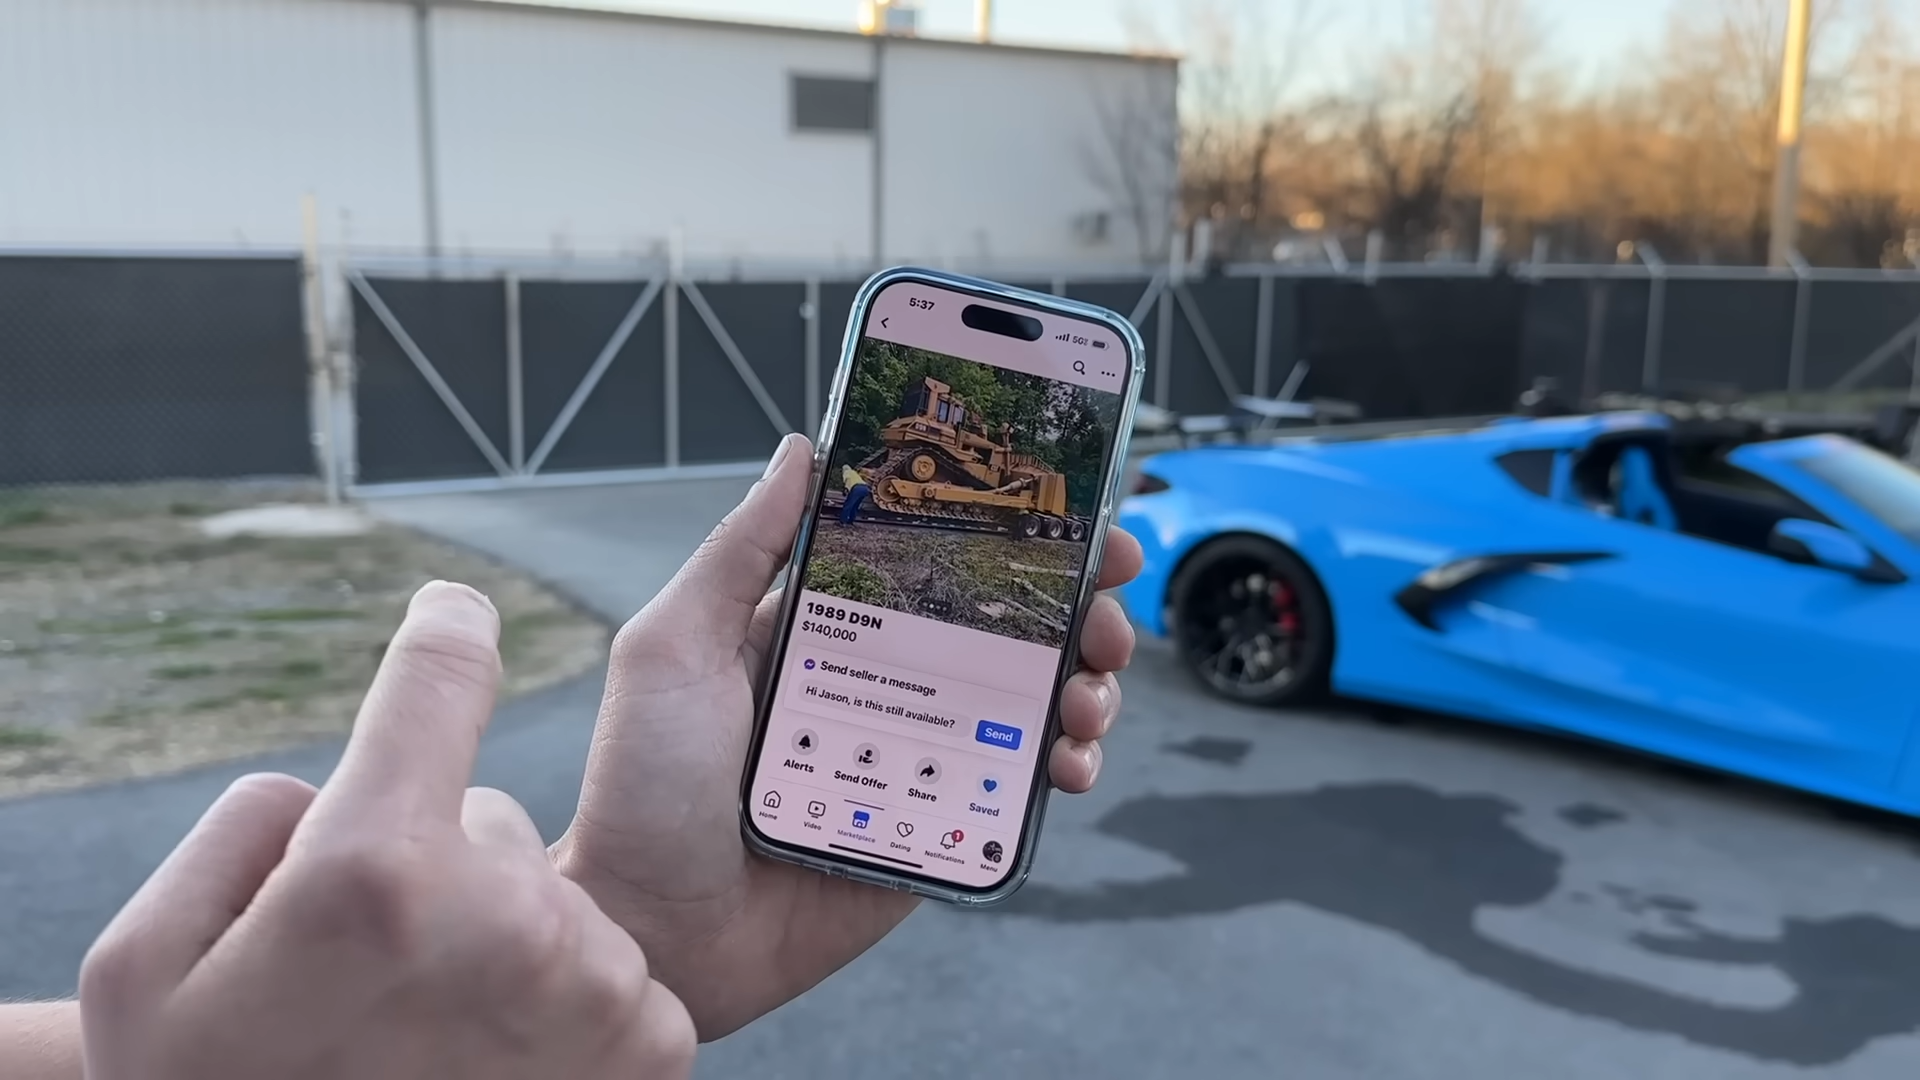 5:37
5G
1989 D9N
$140,000
Send seller a message
Hi Jason, is this still available?
Send
Alerts
Send Offer
Share
Saved
Home
Video
Marketplace
Dating
Notifications
1
Menu